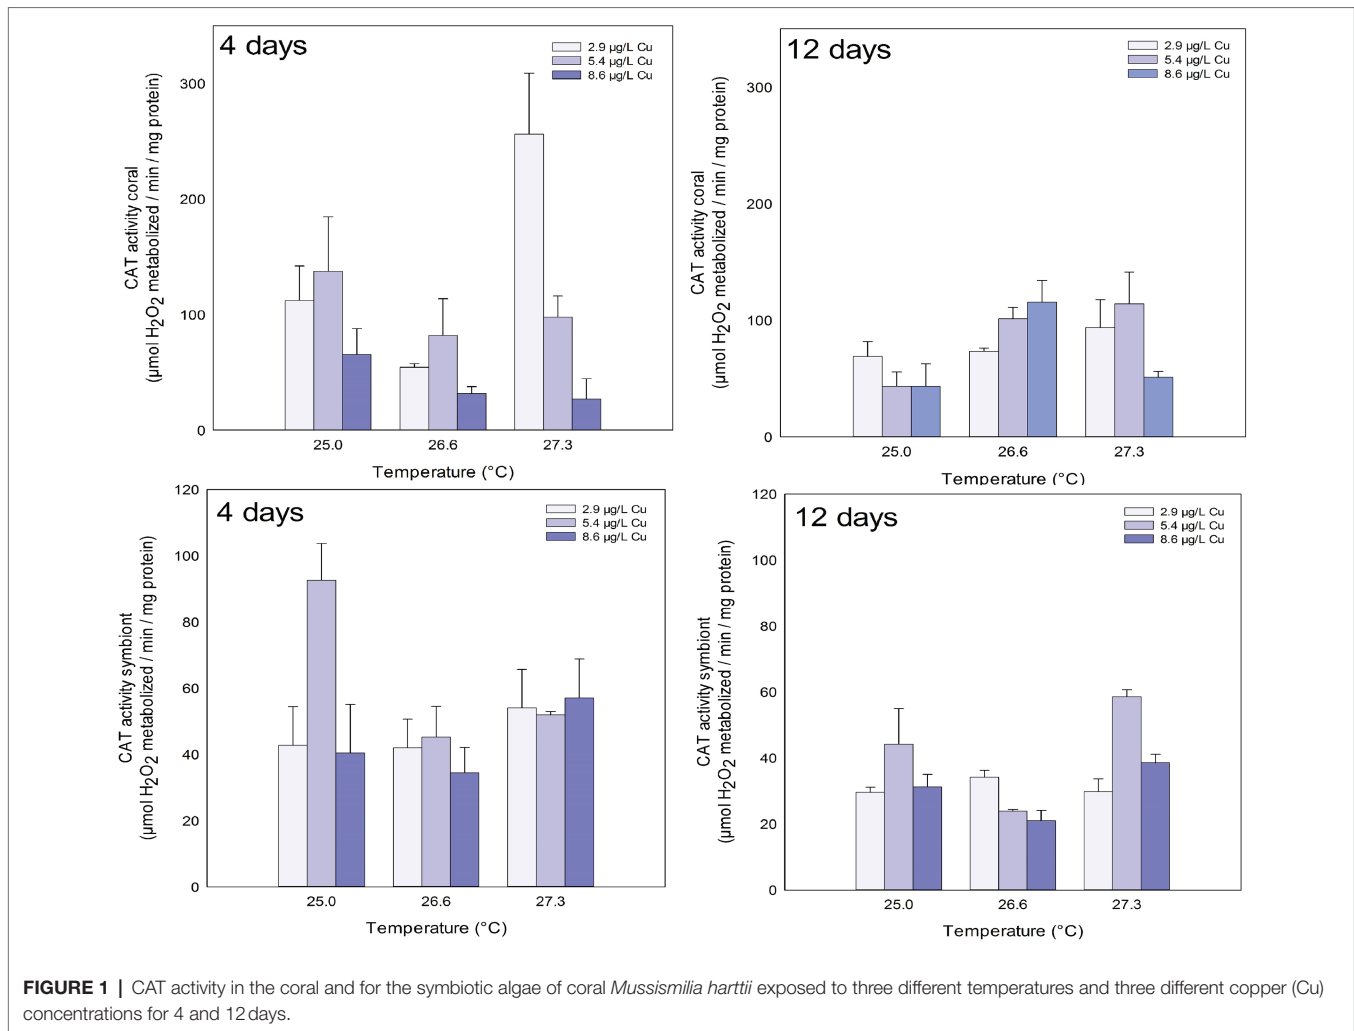 4 days
2.9 µg/L Cu
5.4 µg/L Cu
8.6 µg/L Cu
CAT activity coral
(µmol H2O2 metabolized / min / mg protein)
300
200
100
0
25.0
26.6
27.3
Temperature (°C)
12 days
2.9 µg/L Cu
5.4 µg/L Cu
8.6 µg/L Cu
CAT activity coral
(µmol H2O2 metabolized / min / mg protein)
300
200
100
0
25.0
26.6
27.3
Temperature (°C)
4 days
2.9 µg/L Cu
5.4 µg/L Cu
8.6 µg/L Cu
CAT activity symbiont
(µmol H2O2 metabolized / min / mg protein)
120
100
80
60
40
20
0
25.0
26.6
27.3
Temperature (°C)
12 days
2.9 µg/L Cu
5.4 µg/L Cu
8.6 µg/L Cu
CAT activity symbiont
(µmol H2O2 metabolized / min / mg protein)
120
100
80
60
40
20
0
25.0
26.6
27.3
Temperature (°C)
FIGURE 1 | CAT activity in the coral and for the symbiotic algae of coral Mussismilia harttii exposed to three different temperatures and three different copper (Cu)
concentrations for 4 and 12 days.